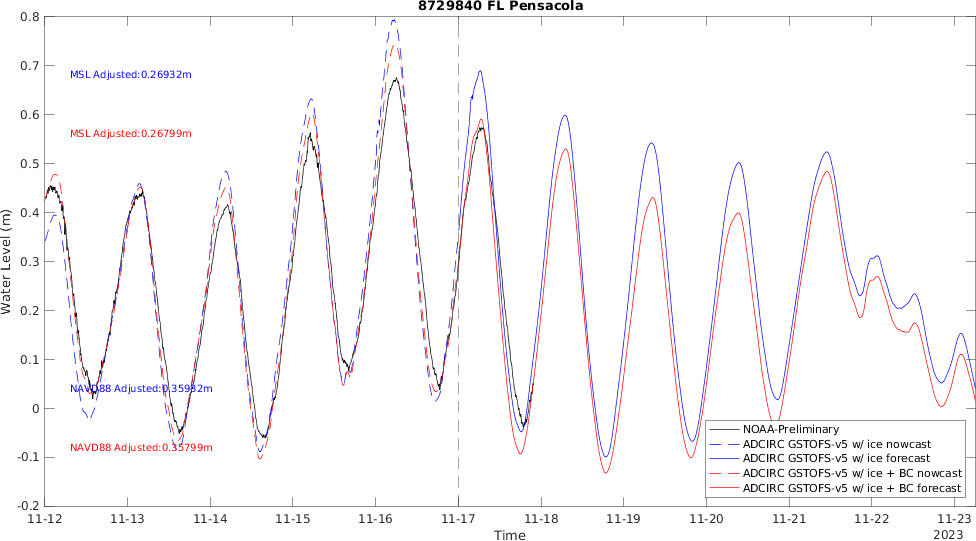 8729840 FL Pensacola
0.8
0.7
0.6
0.5
0.4
0.3
0.2
0.1
0
-0.1
-0.2
Water Level (m)
MSL Adjusted:0.26932m
MSL Adjusted:0.26799m
NAVD88 Adjusted:0.35932m
NAVD88 Adjusted:0.35799m
NOAA-Preliminary
ADCIRC GSTOFS-v5 w/ ice nowcast
ADCIRC GSTOFS-v5 w/ ice forecast
ADCIRC GSTOFS-v5 w/ ice + BC nowcast
ADCIRC GSTOFS-v5 w/ ice + BC forecast
11-12 11-13 11-14 11-15 11-16 11-17 11-18 11-19 11-20 11-21 11-22 11-23
2023
Time